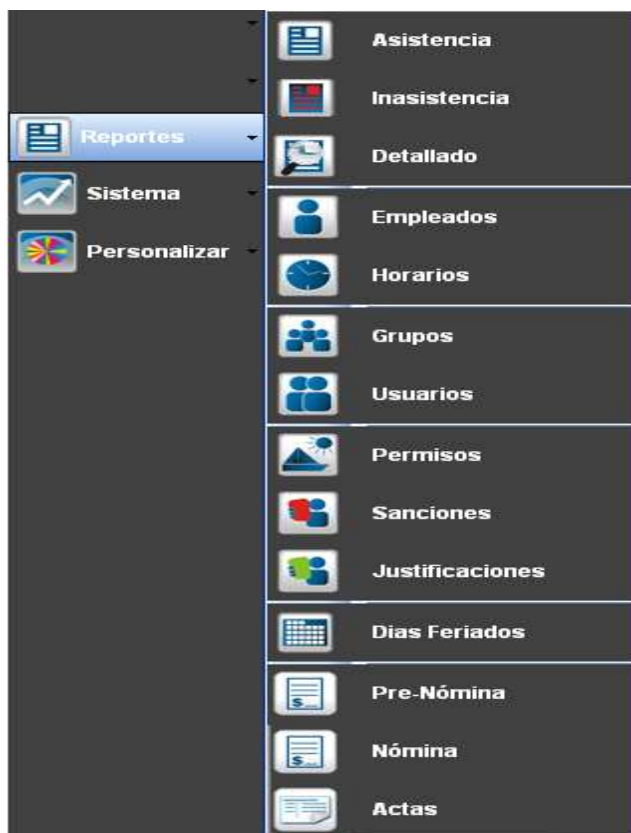 Reportes
Sistema
Personalizar
Asistencia
Inasistencia
Detallado
Empleados
Horarios
Grupos
Usuarios
Permisos
Sanciones
Justificaciones
Dias Feriados
Pre-Nómina
Nómina
Actas